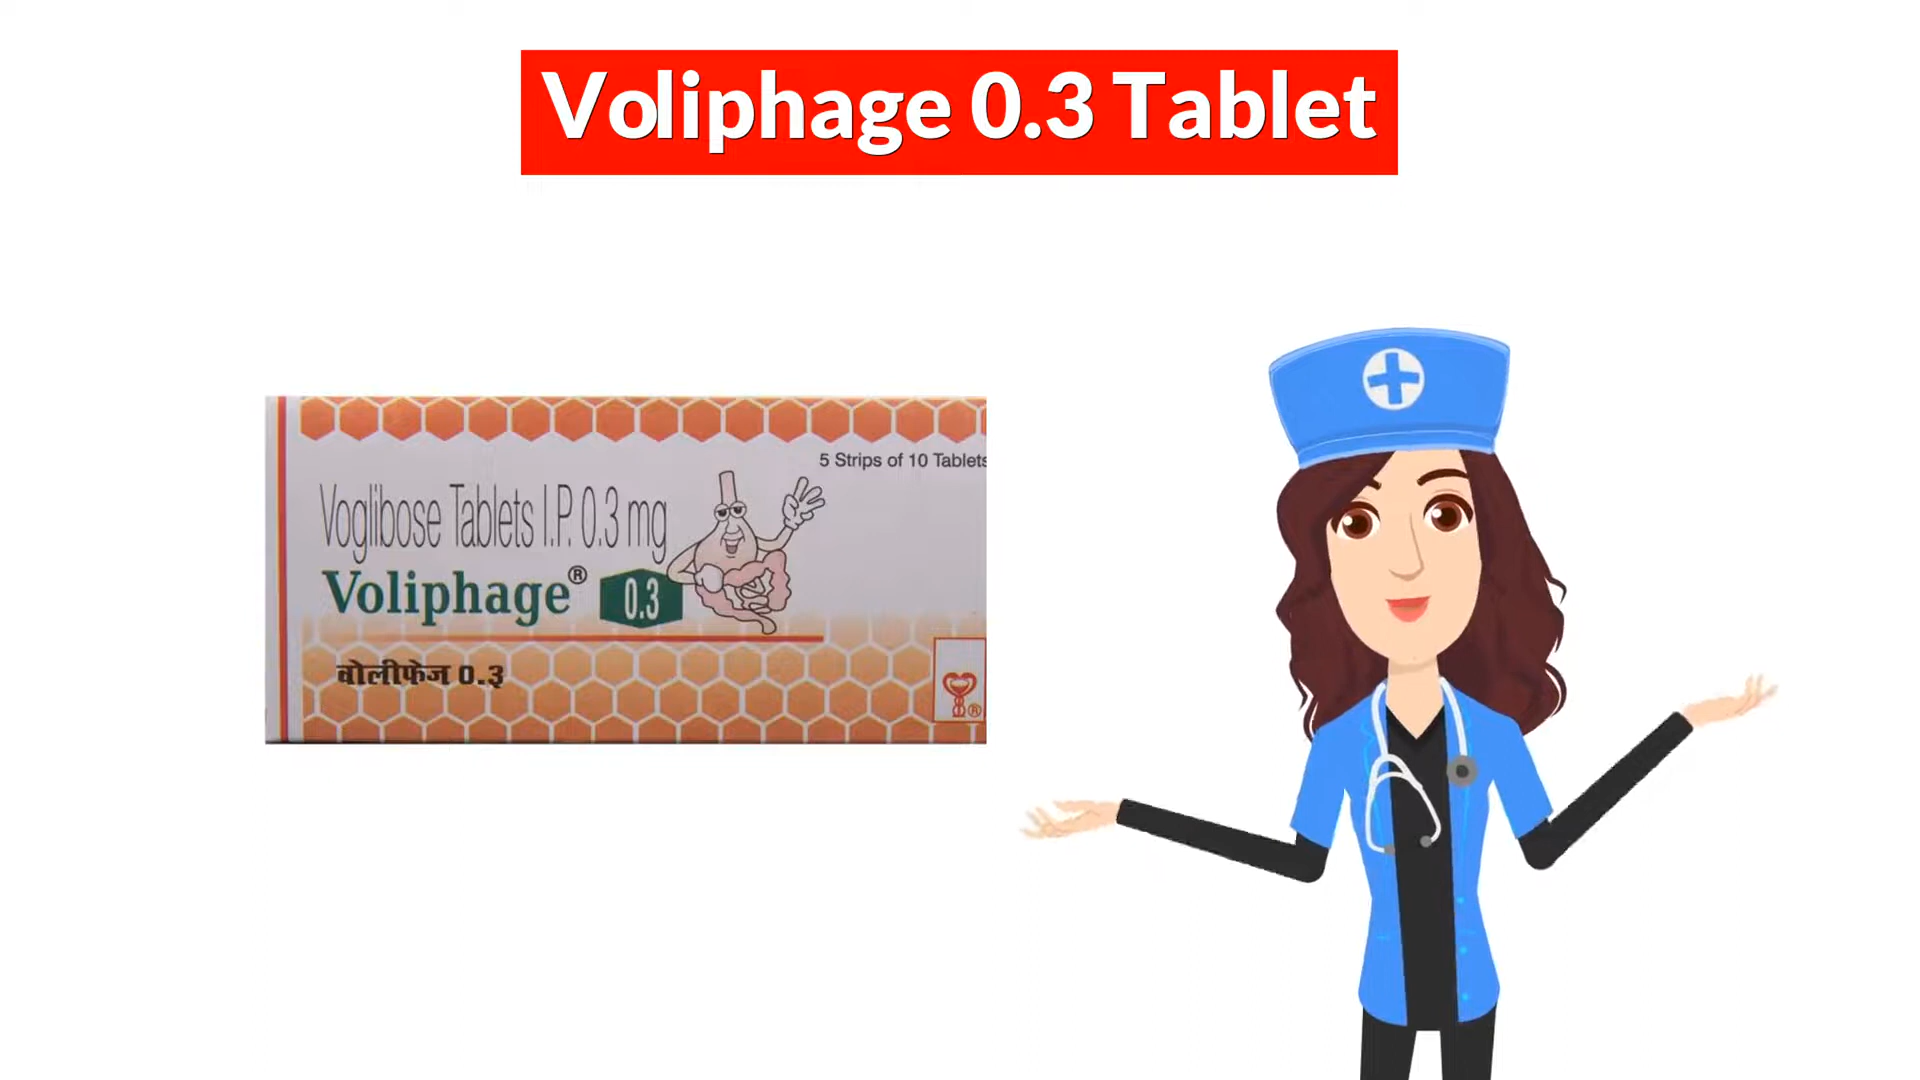 Voliphage 0.3 Tablet
5 Strips of 10 Tablets
Voglibose Tablets I.P. 0.3 mg
Voliphage® 0.3
वोलीफेज 0.३
®